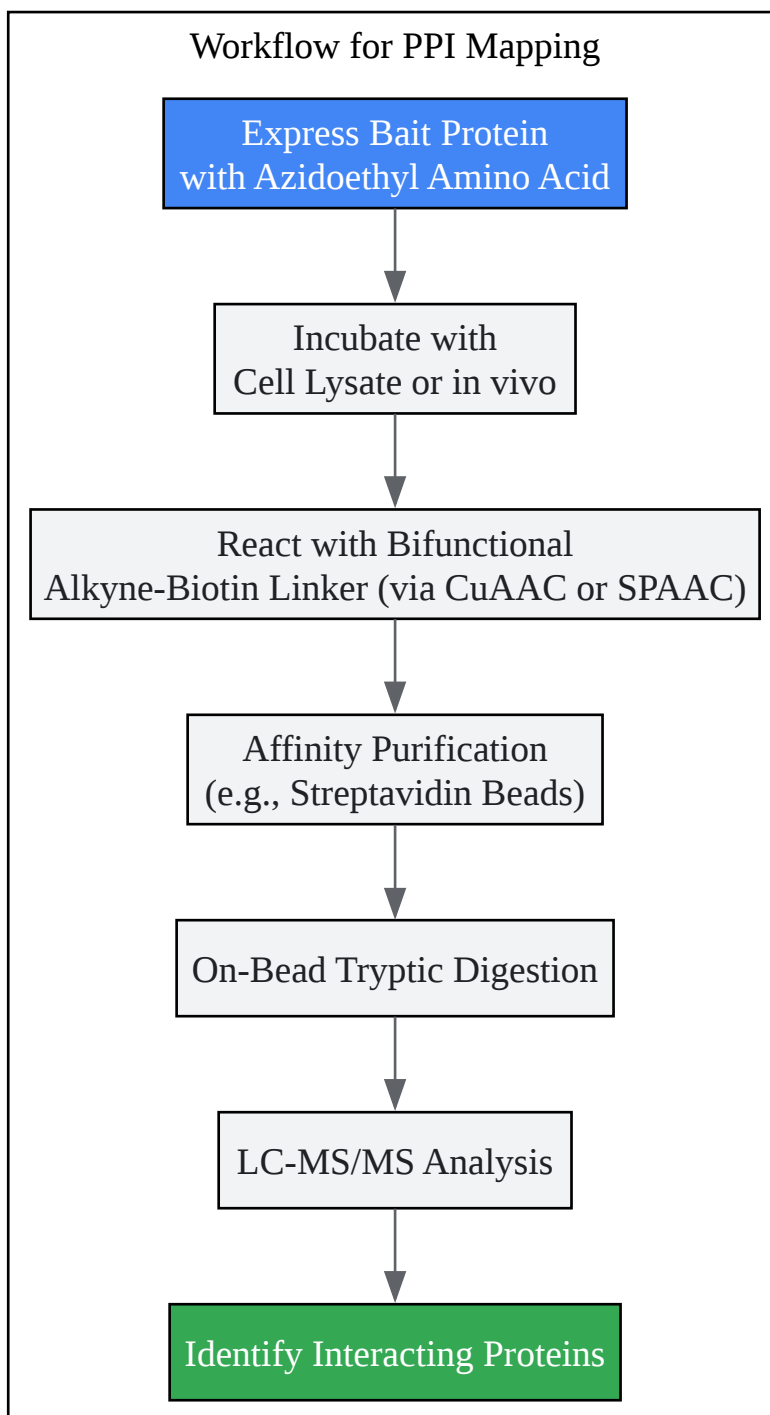 Workflow for PPI Mapping
Express Bait Protein
with Azidoethyl Amino Acid
Incubate with
Cell Lysate or in vivo
React with Bifunctional
Alkyne-Biotin Linker (via CuAAC or SPAAC)
Affinity Purification
(e.g., Streptavidin Beads)
On-Bead Tryptic Digestion
LC-MS/MS Analysis
Identify Interacting Proteins